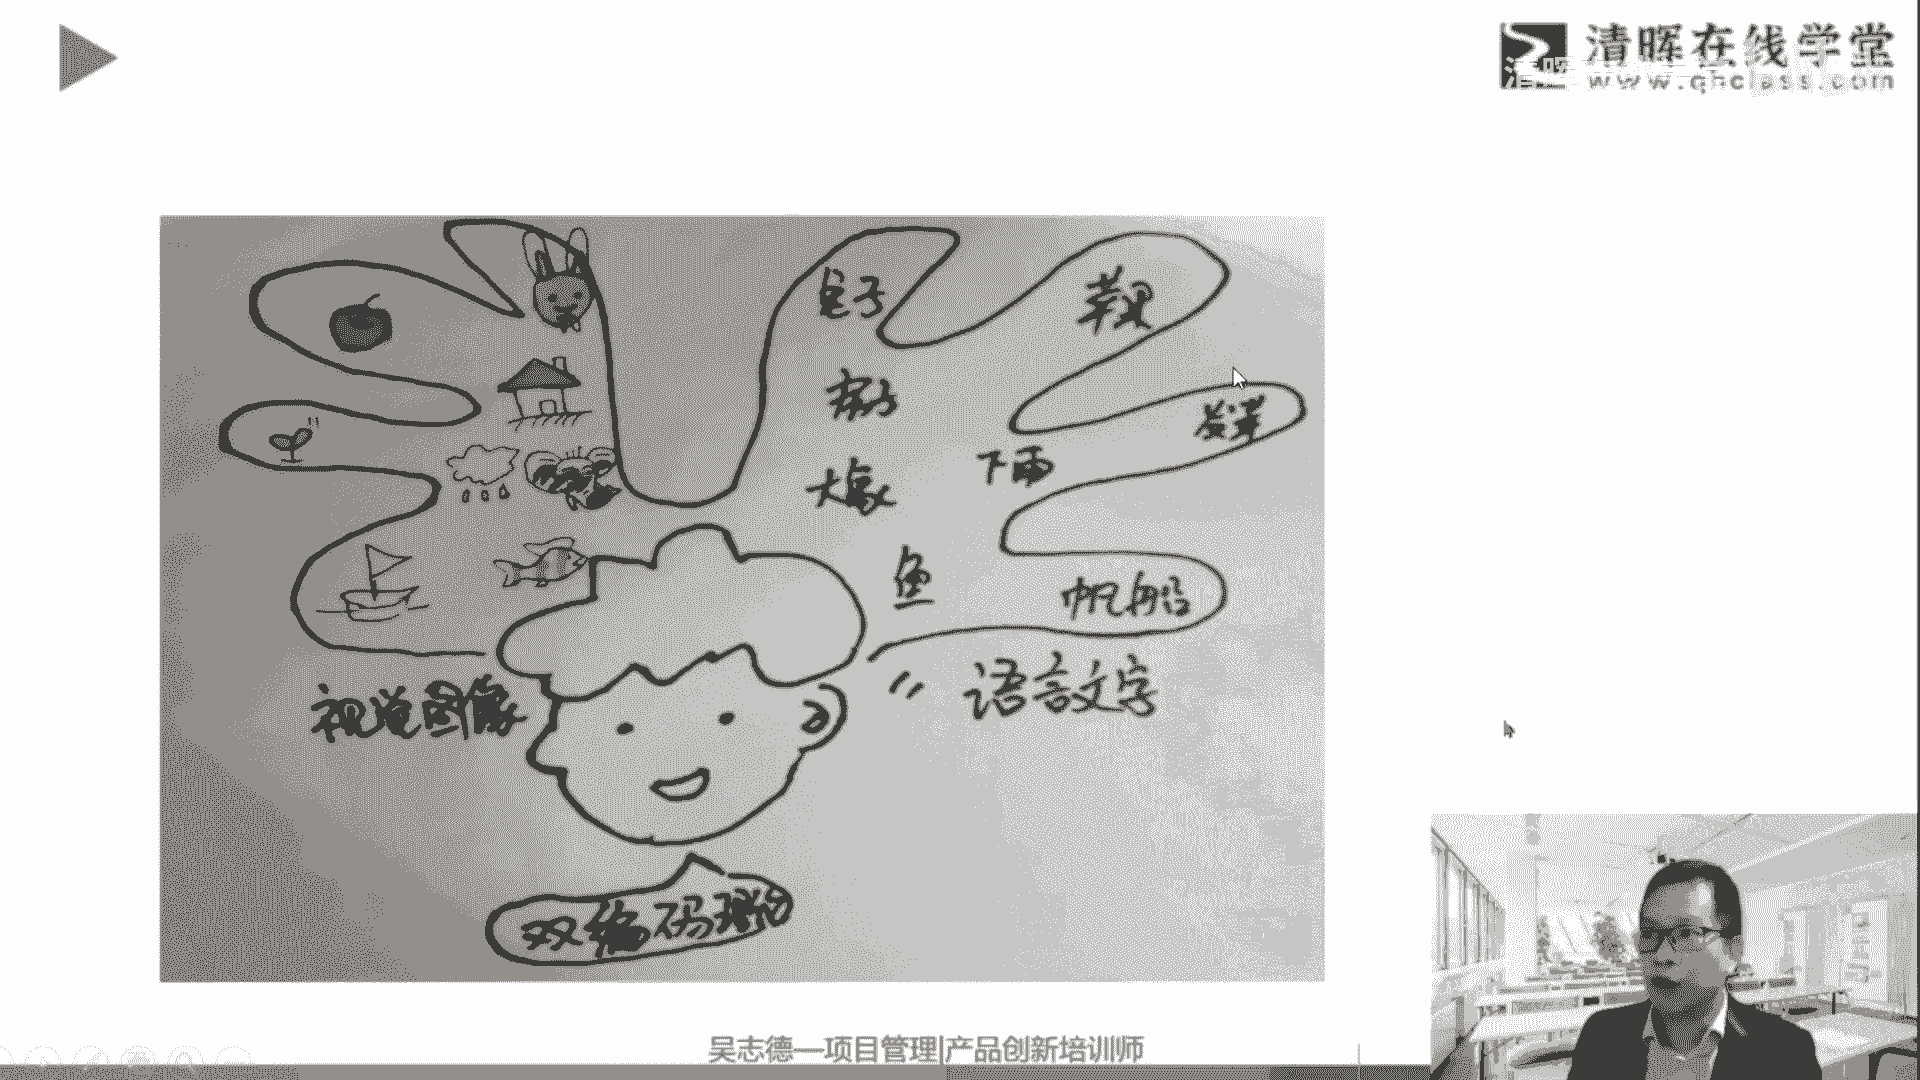 清晖在线学堂
www.qhclass.com
兔子
苹果
房子
发芽
大象
下雨
鱼
帆船
视觉图像
语言文字
双编码理论
吴志德—项目管理|产品创新培训师